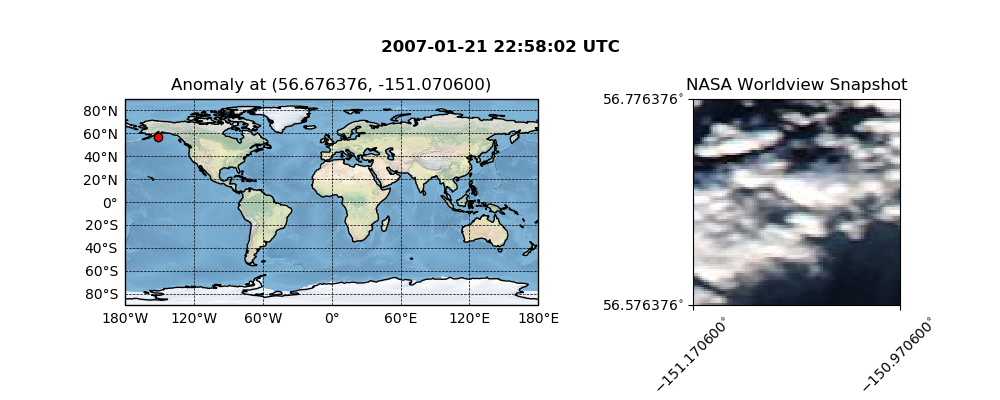 2007-01-21 22:58:02 UTC
Anomaly at (56.676376, -151.070600)
80°N
60°N
40°N
20°N
0°
20°S
40°S
60°S
80°S
180°W 120°W 60°W 0° 60°E 120°E 180°E
NASA Worldview Snapshot
56.776376°
56.576376°
−151.170600°
−150.970600°